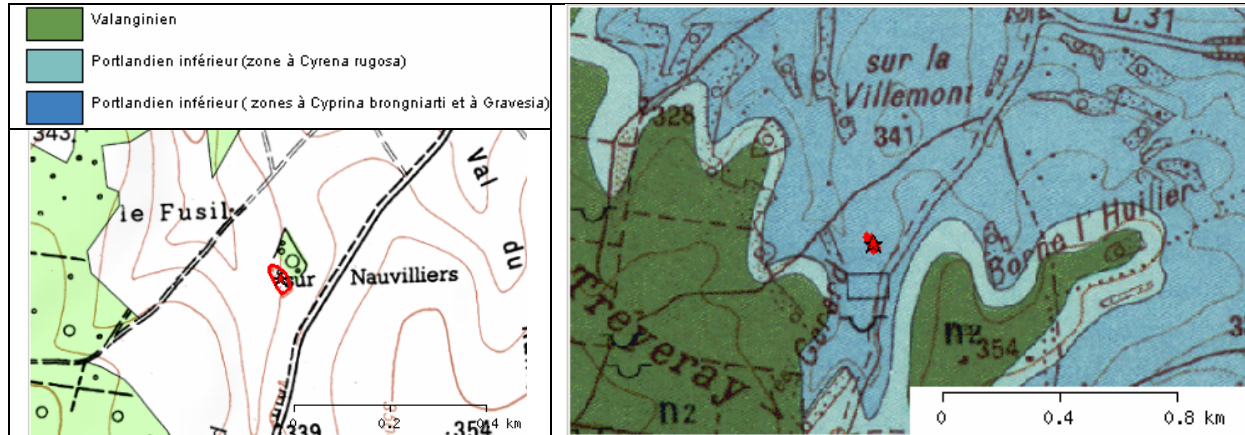 Valanginien
Portlandien inférieur (zone à Cyrena rugosa)
Portlandien inférieur ( zones à Cyprina brongniarti et à Gravesia)
343
le Fusil
Val
du
sur
Nauvilliers
339
354
0
0.2
0.4 km
D.31
sur la
Villemont
328
341
Borne l'Huilier
Treveray
n2
354
n2
0
0.4
0.8 km